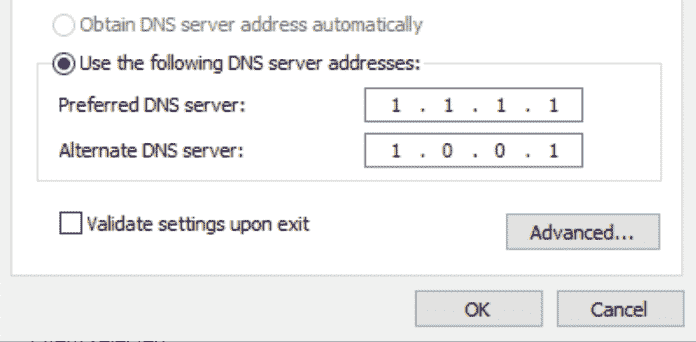 Obtain DNS server address automatically
Use the following DNS server addresses:
Preferred DNS server: 1 . 1 . 1 . 1
Alternate DNS server: 1 . 0 . 0 . 1
Validate settings upon exit
Advanced...
OK Cancel